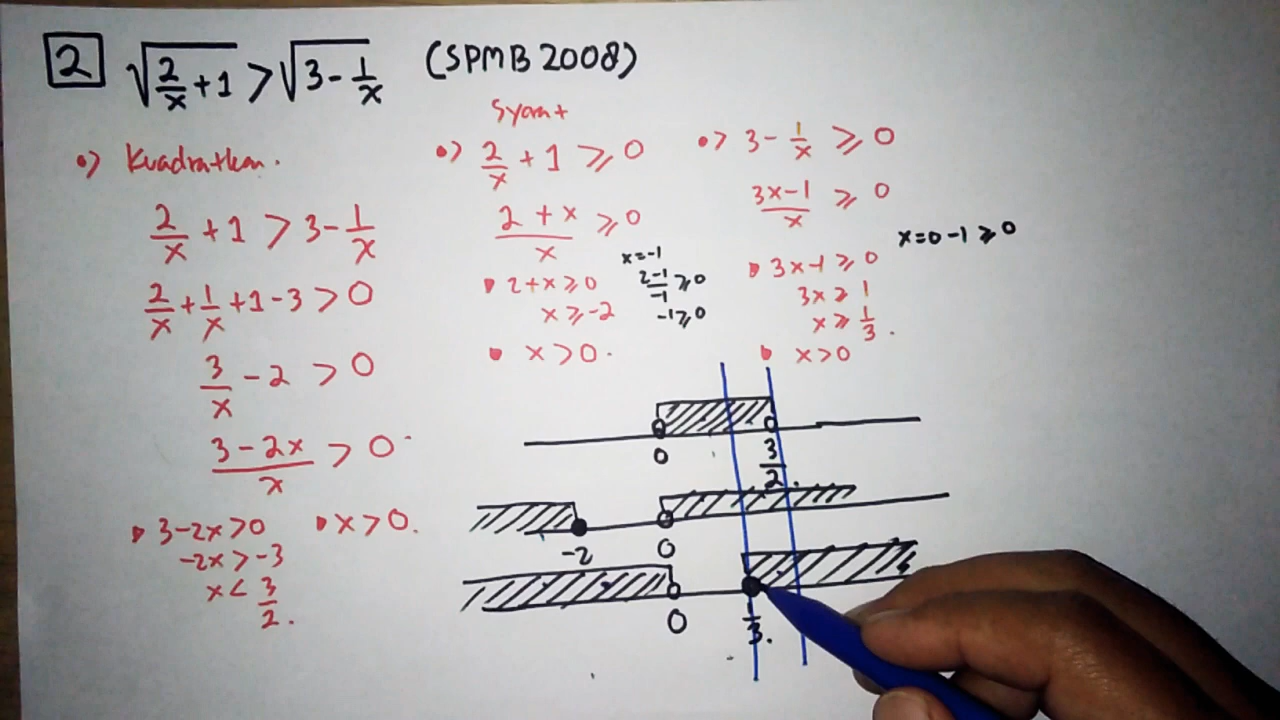 2 √(2/x + 1) > √(3 - 1/x) (SPMB 2008)
•) Kuadratkan.
2/x + 1 > 3 - 1/x
2/x + 1/x + 1 - 3 > 0
3/x - 2 > 0
(3 - 2x)/x > 0
• 3 - 2x > 0
-2x > -3
x < 3/2.
• x > 0.
Syarat
•) 2/x + 1 ≥ 0
(2 + x)/x ≥ 0
• 2 + x ≥ 0
x ≥ -2
• x > 0.
x = -1
(2 - 1)/-1 ≥ 0
-1 ≥ 0
•) 3 - 1/x ≥ 0
(3x - 1)/x ≥ 0
• 3x - 1 ≥ 0
3x ≥ 1
x ≥ 1/3.
• x > 0
x = 0 - 1 ≥ 0
0 3/2.
-2 0
0 1/3.